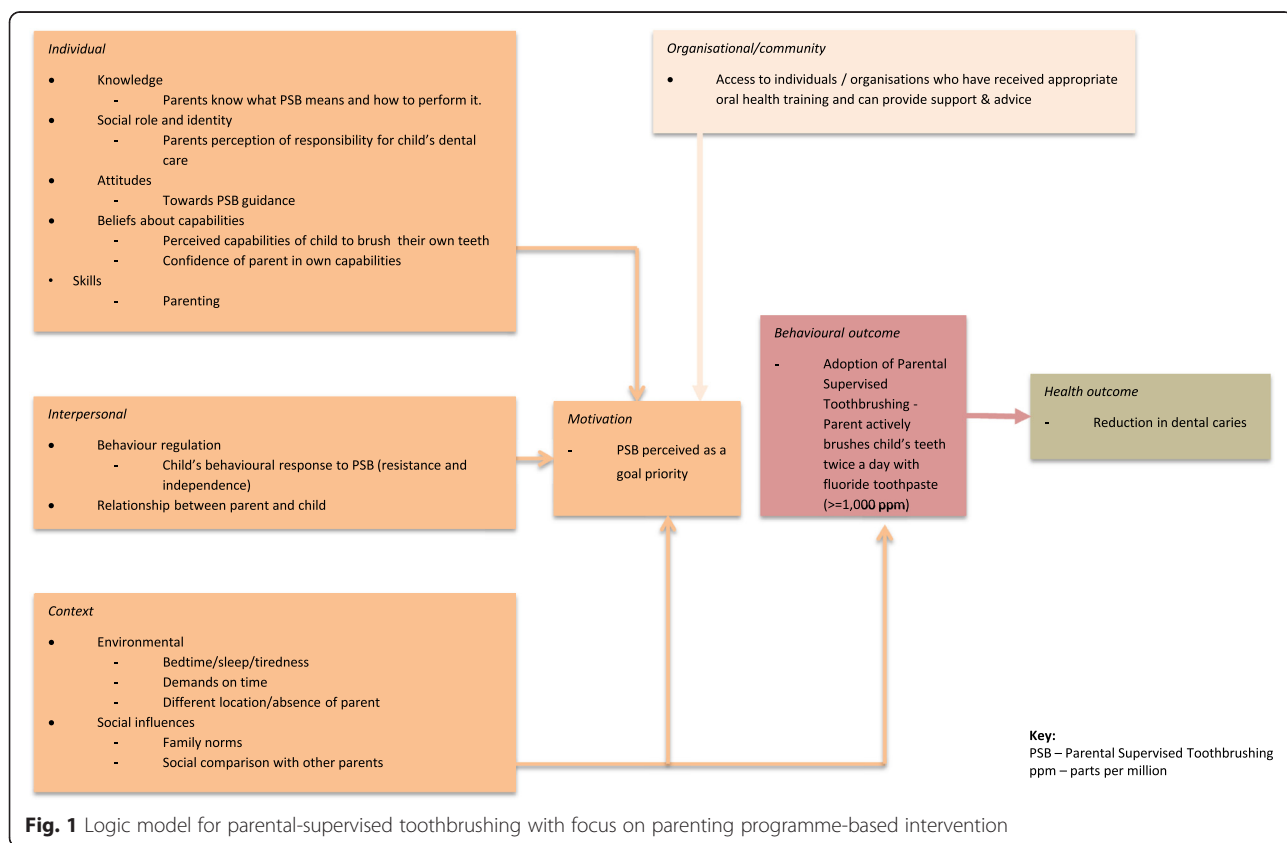 Individual
• Knowledge
- Parents know what PSB means and how to perform it.
• Social role and identity
- Parents perception of responsibility for child's dental
care
• Attitudes
- Towards PSB guidance
• Beliefs about capabilities
- Perceived capabilities of child to brush their own teeth
- Confidence of parent in own capabilities
• Skills
- Parenting
Organisational/community
• Access to individuals / organisations who have received appropriate
oral health training and can provide support & advice
Interpersonal
• Behaviour regulation
- Child's behavioural response to PSB (resistance and
independence)
• Relationship between parent and child
Motivation
- PSB perceived as a
goal priority
Behavioural outcome
- Adoption of Parental
Supervised
Toothbrushing -
Parent actively
brushes child's teeth
twice a day with
fluoride toothpaste
(>=1,000 ppm)
Health outcome
- Reduction in dental caries
Context
• Environmental
- Bedtime/sleep/tiredness
- Demands on time
- Different location/absence of parent
• Social influences
- Family norms
- Social comparison with other parents
Key:
PSB – Parental Supervised Toothbrushing
ppm – parts per million
Fig. 1 Logic model for parental-supervised toothbrushing with focus on parenting programme-based intervention